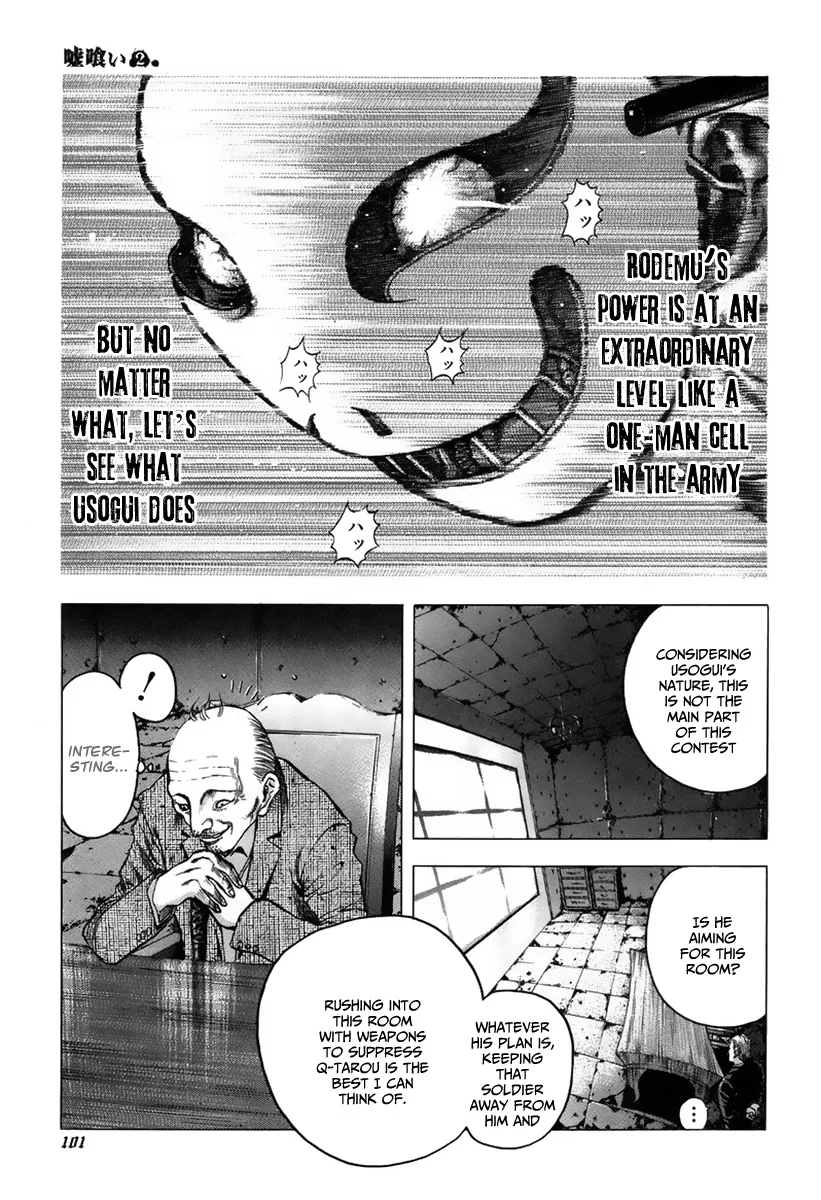 嘘喰い 2.
ハッ
RODEMU'S
POWER IS AT AN
EXTRAORDINARY
LEVEL LIKE A
ONE-MAN CELL
IN THE ARMY
ハッ
ハッ
ハッ
BUT NO
MATTER
WHAT, LET'S
SEE WHAT
USOGUI DOES
CONSIDERING
USOGUI'S
NATURE, THIS
IS NOT THE
MAIN PART
OF THIS
CONTEST
!
INTERE-
STING...
IS HE
AIMING
FOR THIS
ROOM?
...
WHATEVER
HIS PLAN IS,
KEEPING
THAT
SOLDIER
AWAY FROM
HIM AND
RUSHING INTO
THIS ROOM
WITH WEAPONS
TO SUPPRESS
Q-TAROU IS THE
BEST I CAN
THINK OF.
101